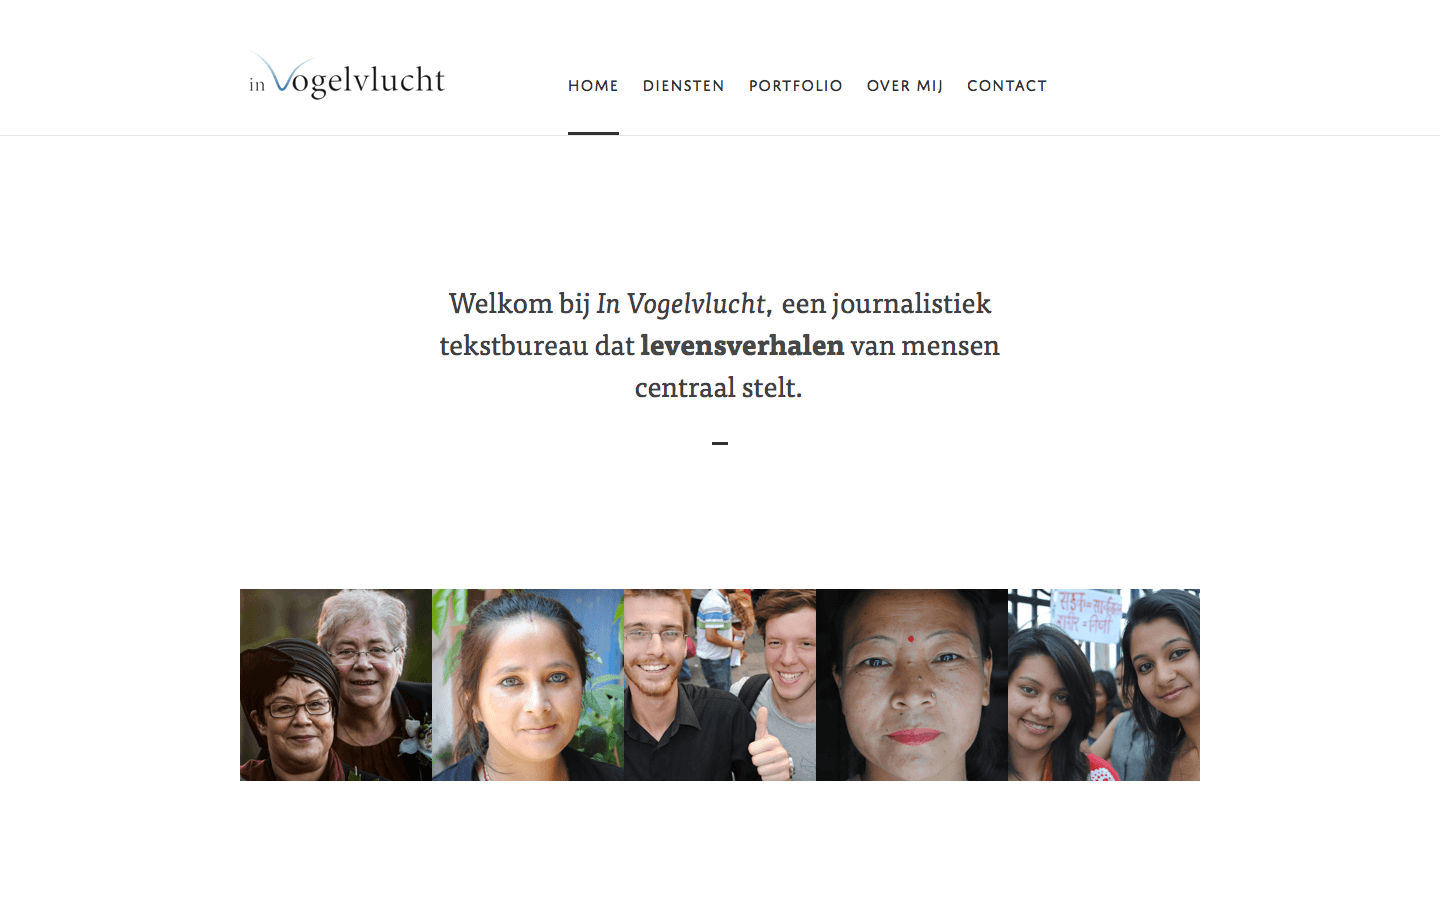 in Vogelvlucht
HOME DIENSTEN PORTFOLIO OVER MIJ CONTACT
Welkom bij In Vogelvlucht, een journalistiek
tekstbureau dat levensverhalen van mensen
centraal stelt.